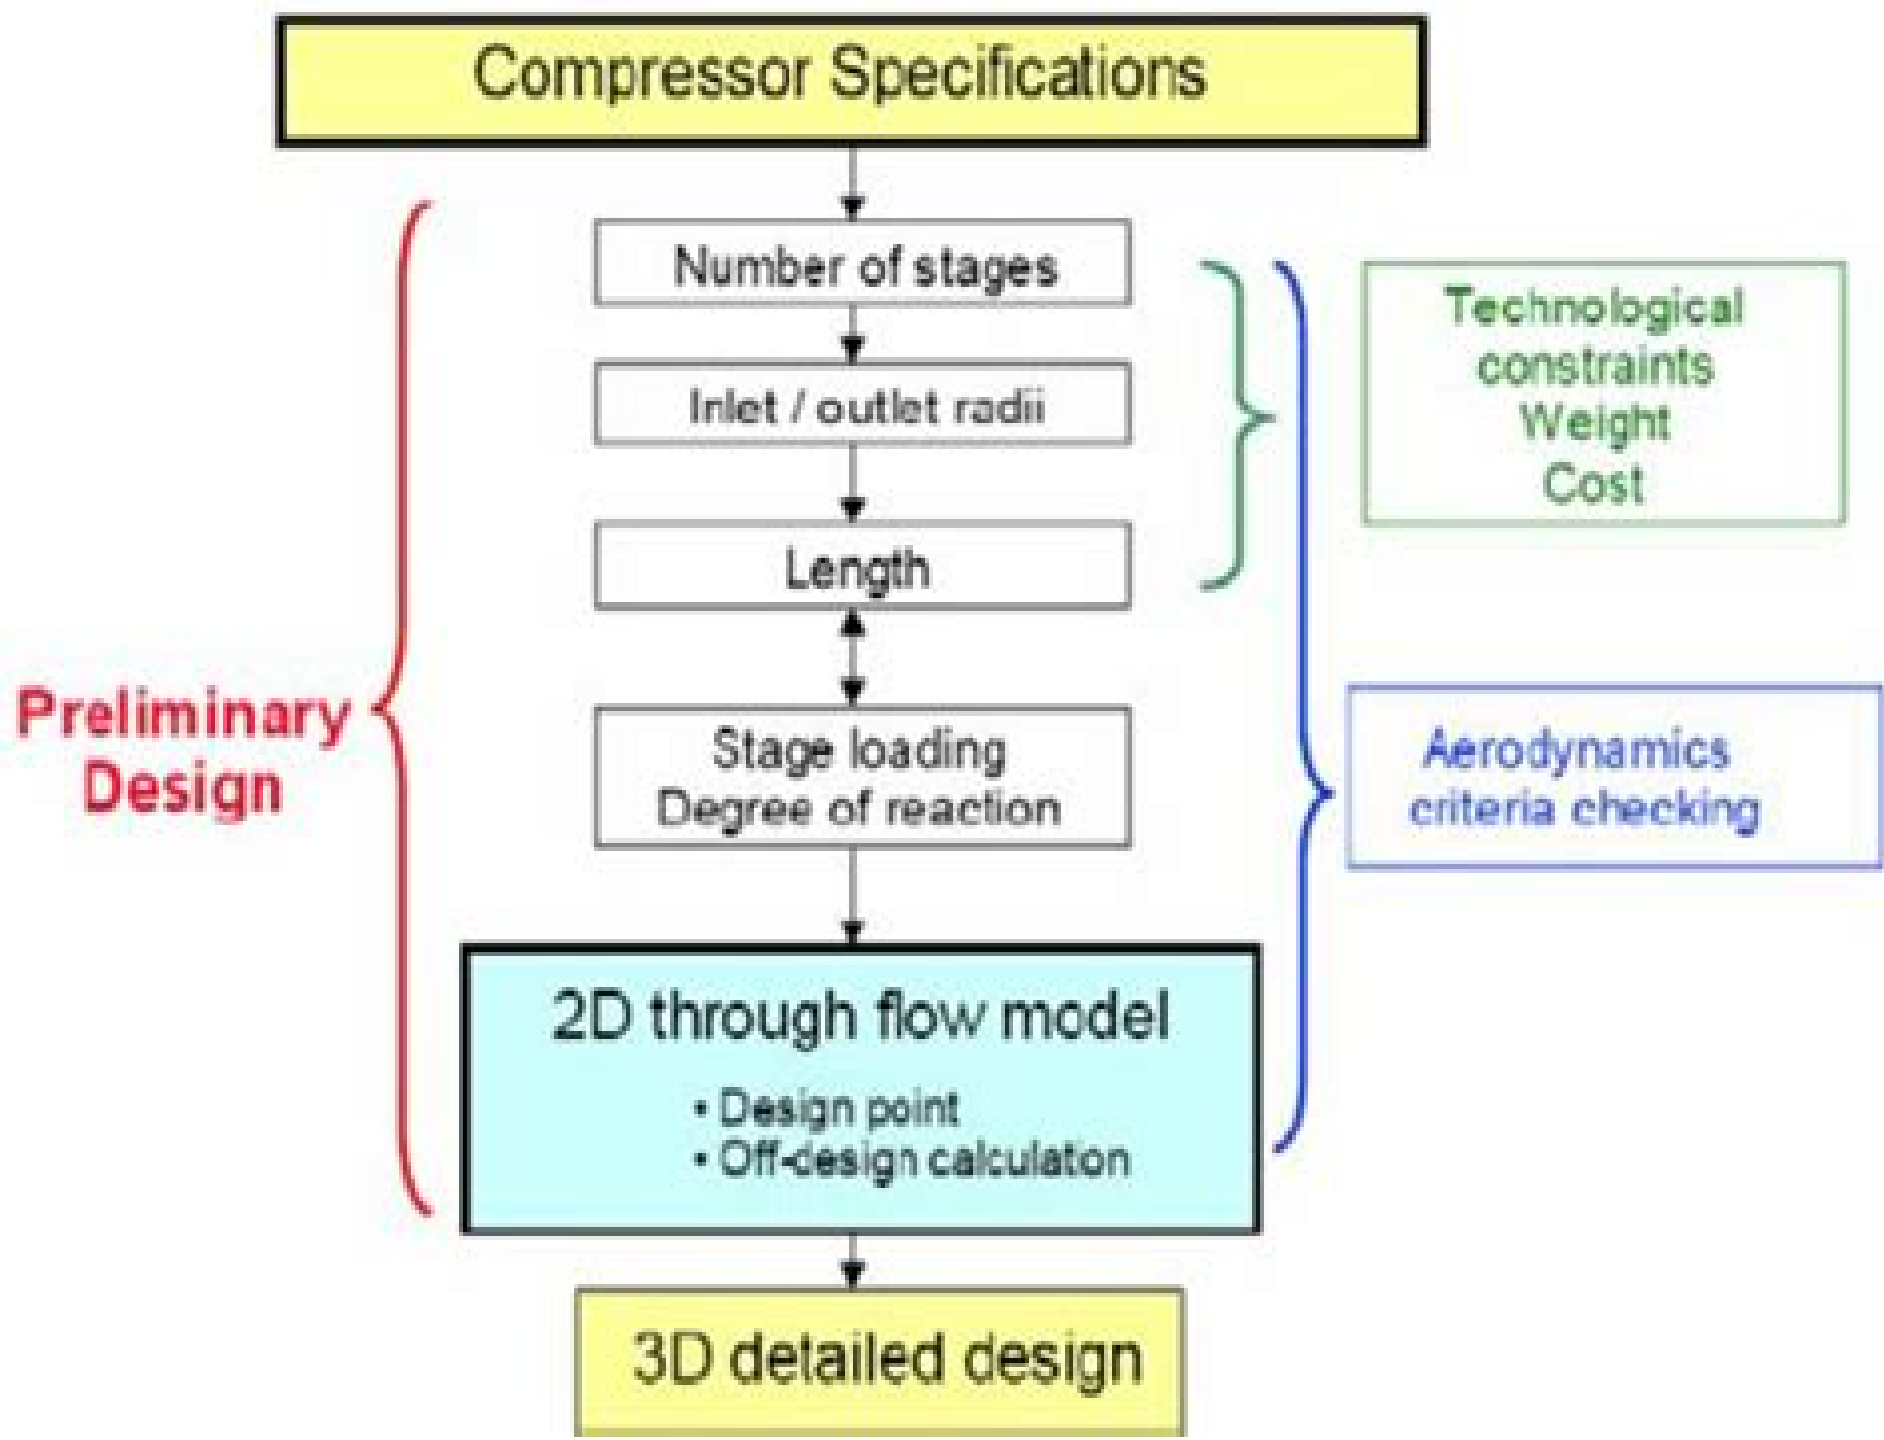 Compressor Specifications
Number of stages
Inlet / outlet radii
Length
Stage loading
Degree of reaction
2D through flow model
• Design point
• Off-design calculation
3D detailed design
Preliminary
Design
Technological
constraints
Weight
Cost
Aerodynamics
criteria checking